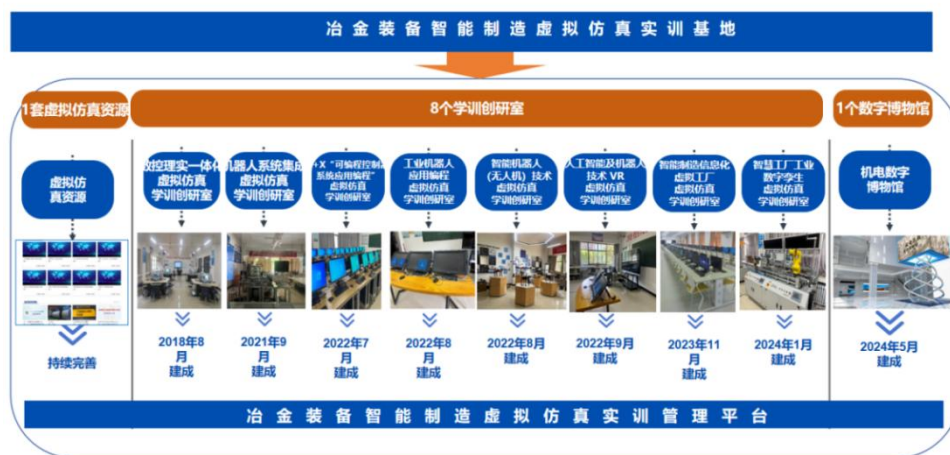 冶金装备智能制造虚拟仿真实训基地
1套虚拟仿真资源
8个学训创研室
1个数字博物馆
虚拟仿
真资源
数控理实一体化
虚拟仿真
学训创研室
机器人系统集成
虚拟仿真
学训创研室
+X“可编程控制器
系统应用编程”
虚拟仿真
学训创研室
工业机器人
应用编程
虚拟仿真
学训创研室
智能机器人
(无人机) 技术
虚拟仿真
学训创研室
人工智能及机器人
技术 VR
虚拟仿真
学训创研室
智能制造信息化
虚拟工厂
虚拟仿真
学训创研室
智慧工厂工业
数字孪生
虚拟仿真
学训创研室
机电数字
博物馆
持续完善
2018年8
月
建成
2021年9
月
建成
2022年7
月
建成
2022年8
月
建成
2022年8月
建成
2022年9月
建成
2023年11
月
建成
2024年1月
建成
2024年5月
建成
冶金装备智能制造虚拟仿真实训管理平台